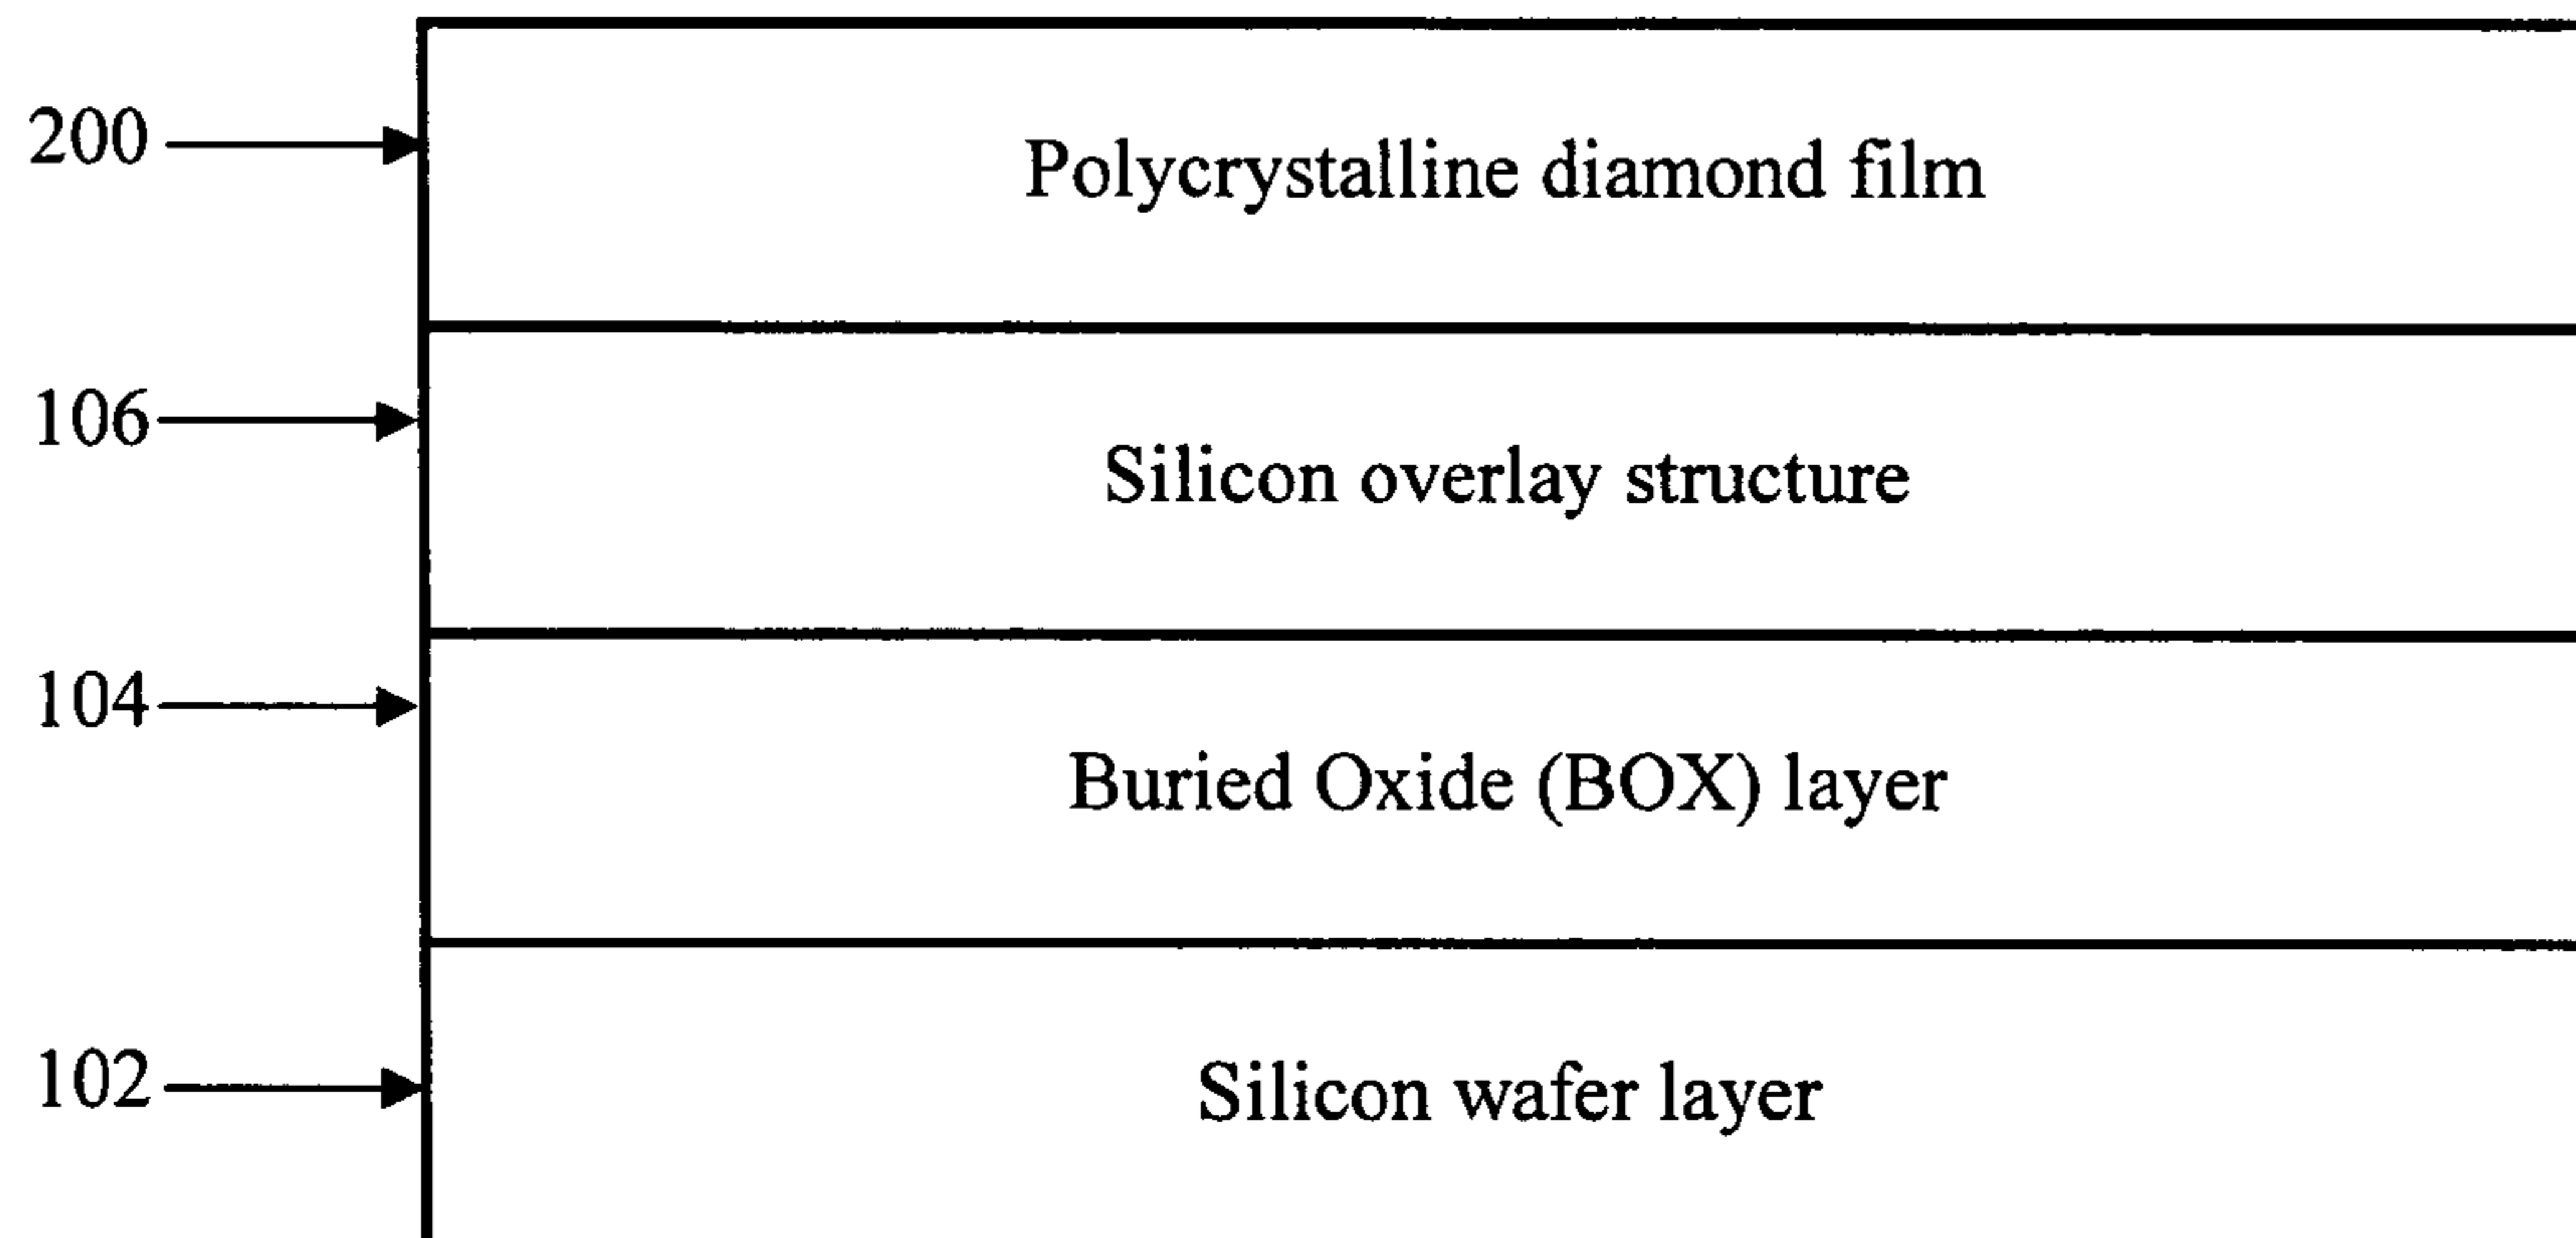 200
Polycrystalline diamond film
106
Silicon overlay structure
104
Buried Oxide (BOX) layer
102
Silicon wafer layer